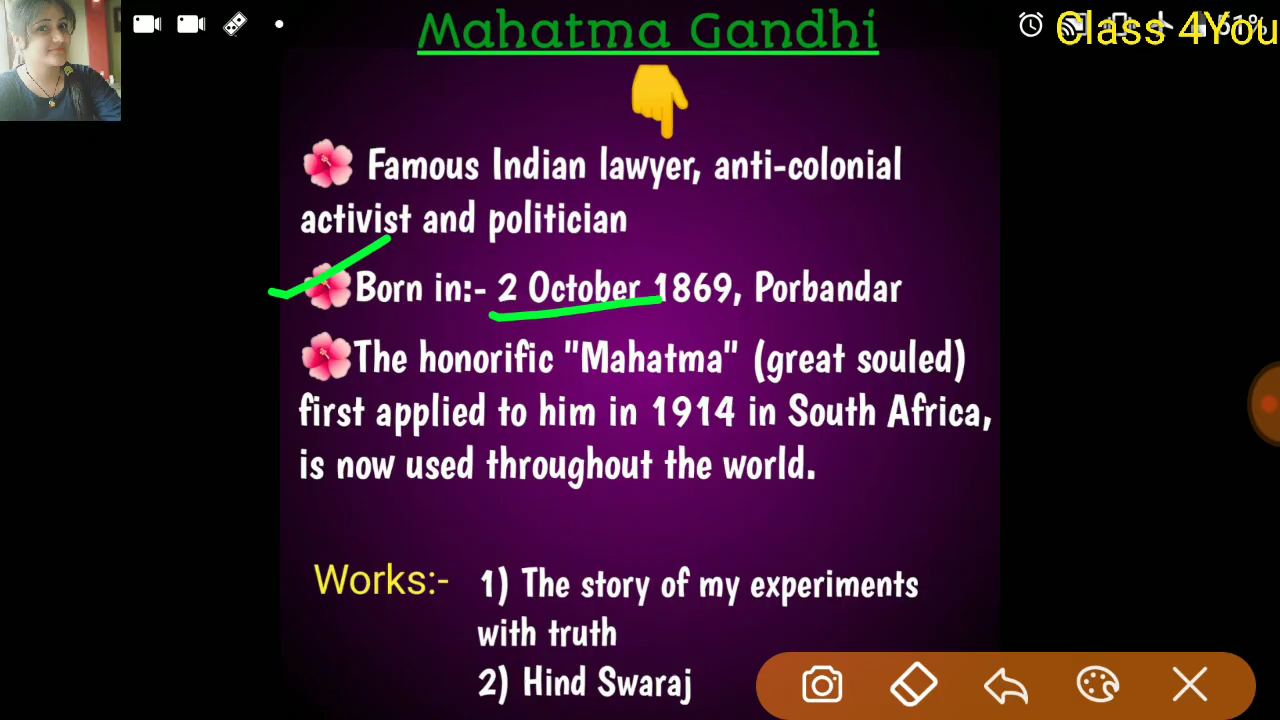 Mahatma Gandhi
Class 4You
51%
Famous Indian lawyer, anti-colonial
activist and politician
Born in:- 2 October 1869, Porbandar
The honorific "Mahatma" (great souled)
first applied to him in 1914 in South Africa,
is now used throughout the world.
Works:- 1) The story of my experiments
with truth
2) Hind Swaraj